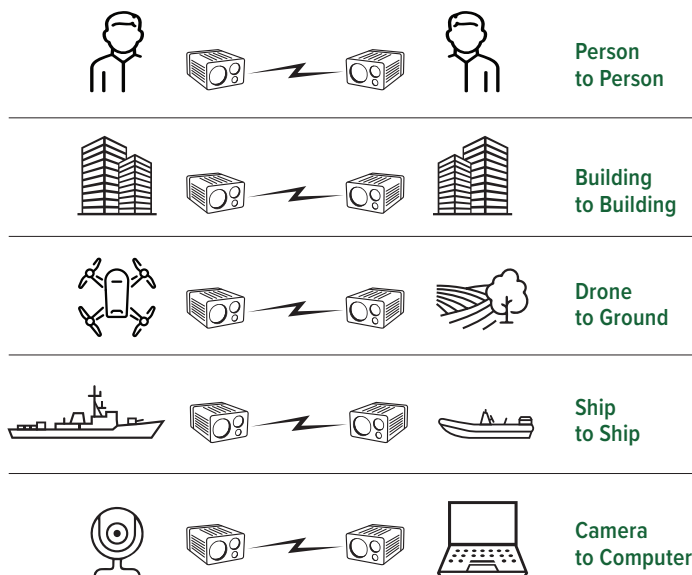 Person
to Person
Building
to Building
Drone
to Ground
Ship
to Ship
Camera
to Computer